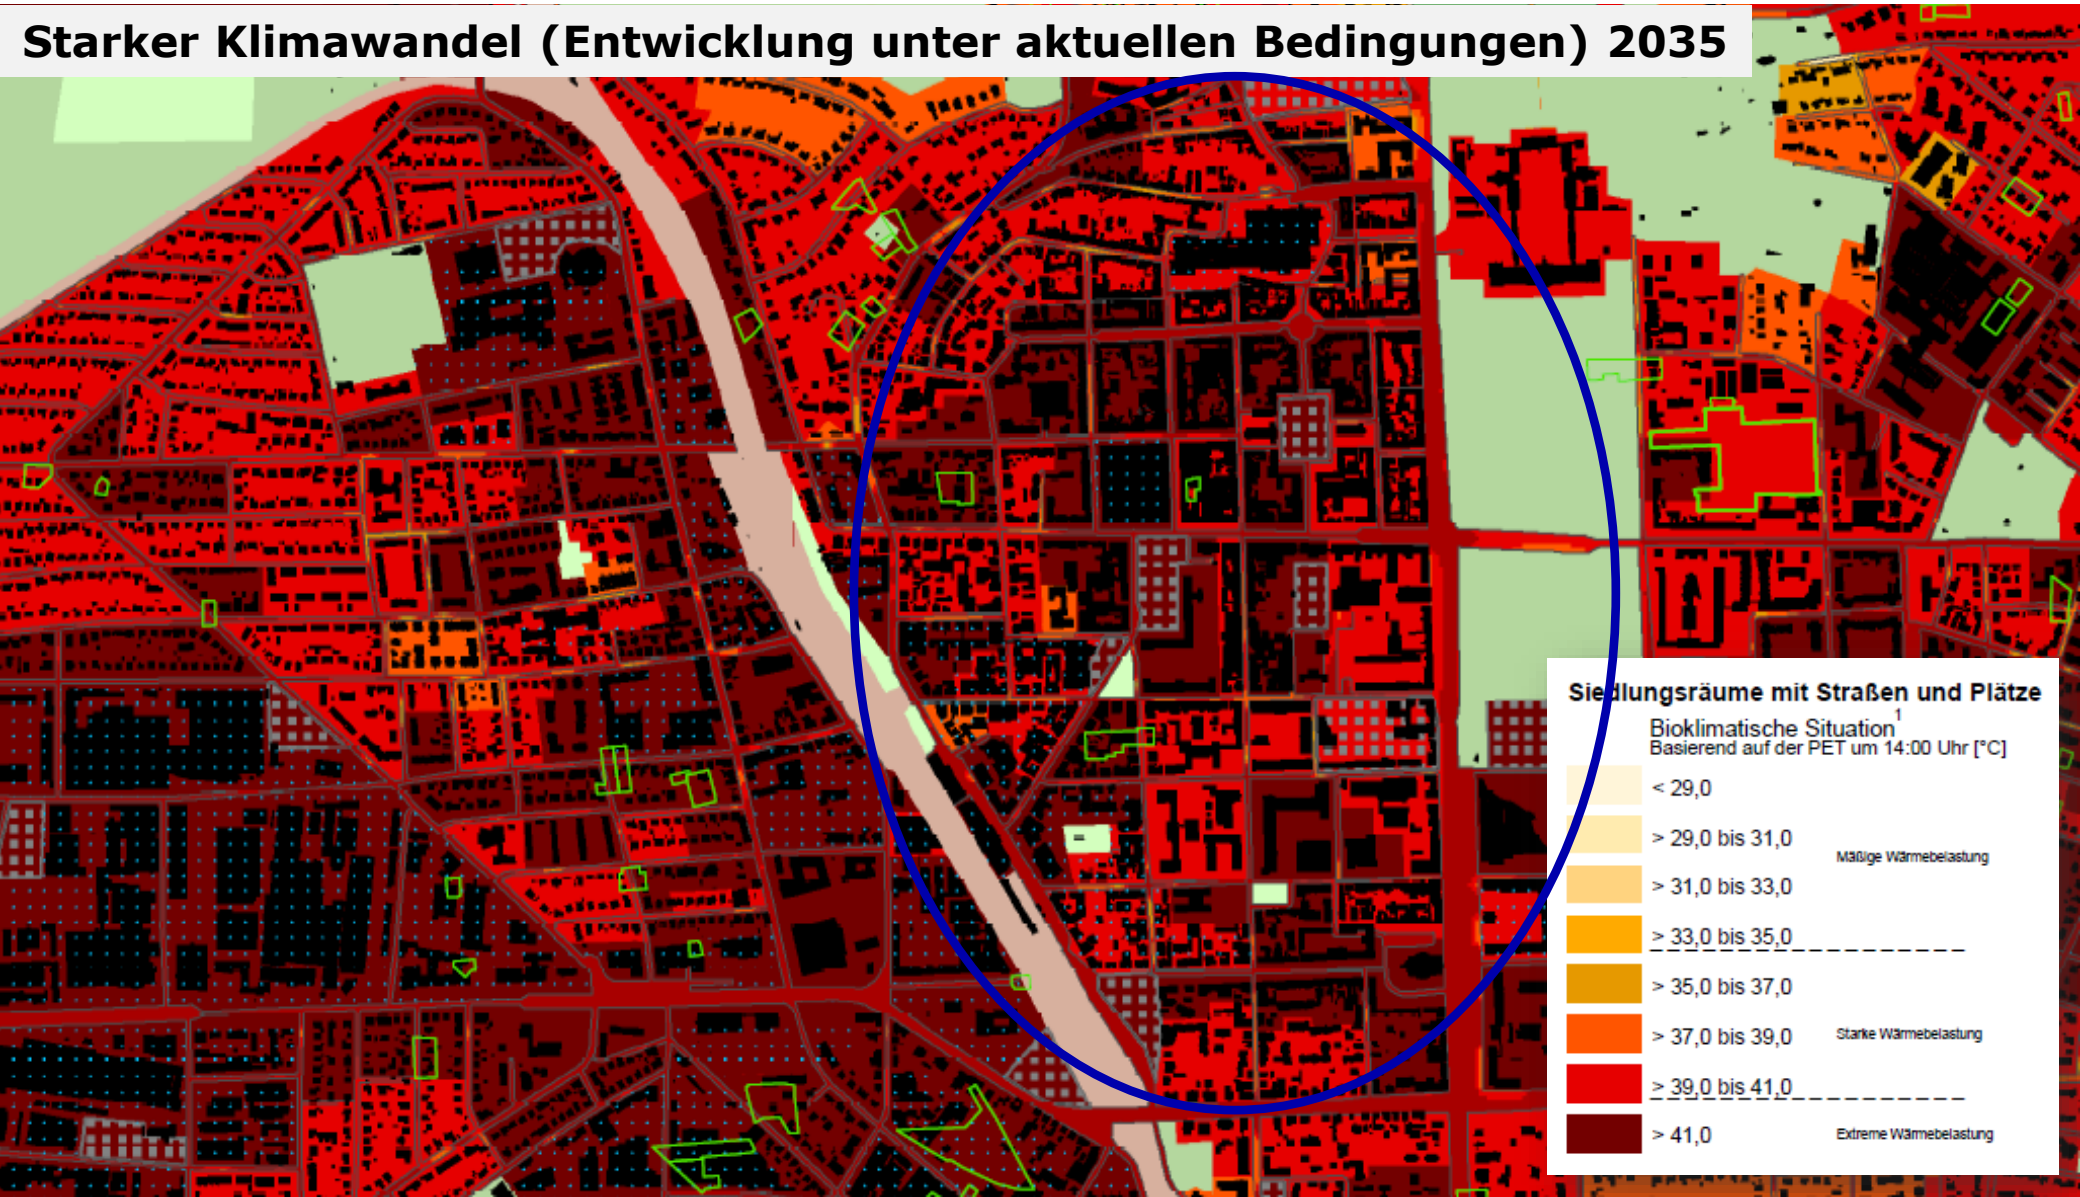 Starker Klimawandel (Entwicklung unter aktuellen Bedingungen) 2035
Siedlungsräume mit Straßen und Plätze
Bioklimatische Situation1
Basierend auf der PET um 14:00 Uhr [°C]
< 29,0
> 29,0 bis 31,0
Mäßige Wärmebelastung
> 31,0 bis 33,0
> 33,0 bis 35,0
> 35,0 bis 37,0
> 37,0 bis 39,0
Starke Wärmebelastung
> 39,0 bis 41,0
> 41,0
Extreme Wärmebelastung